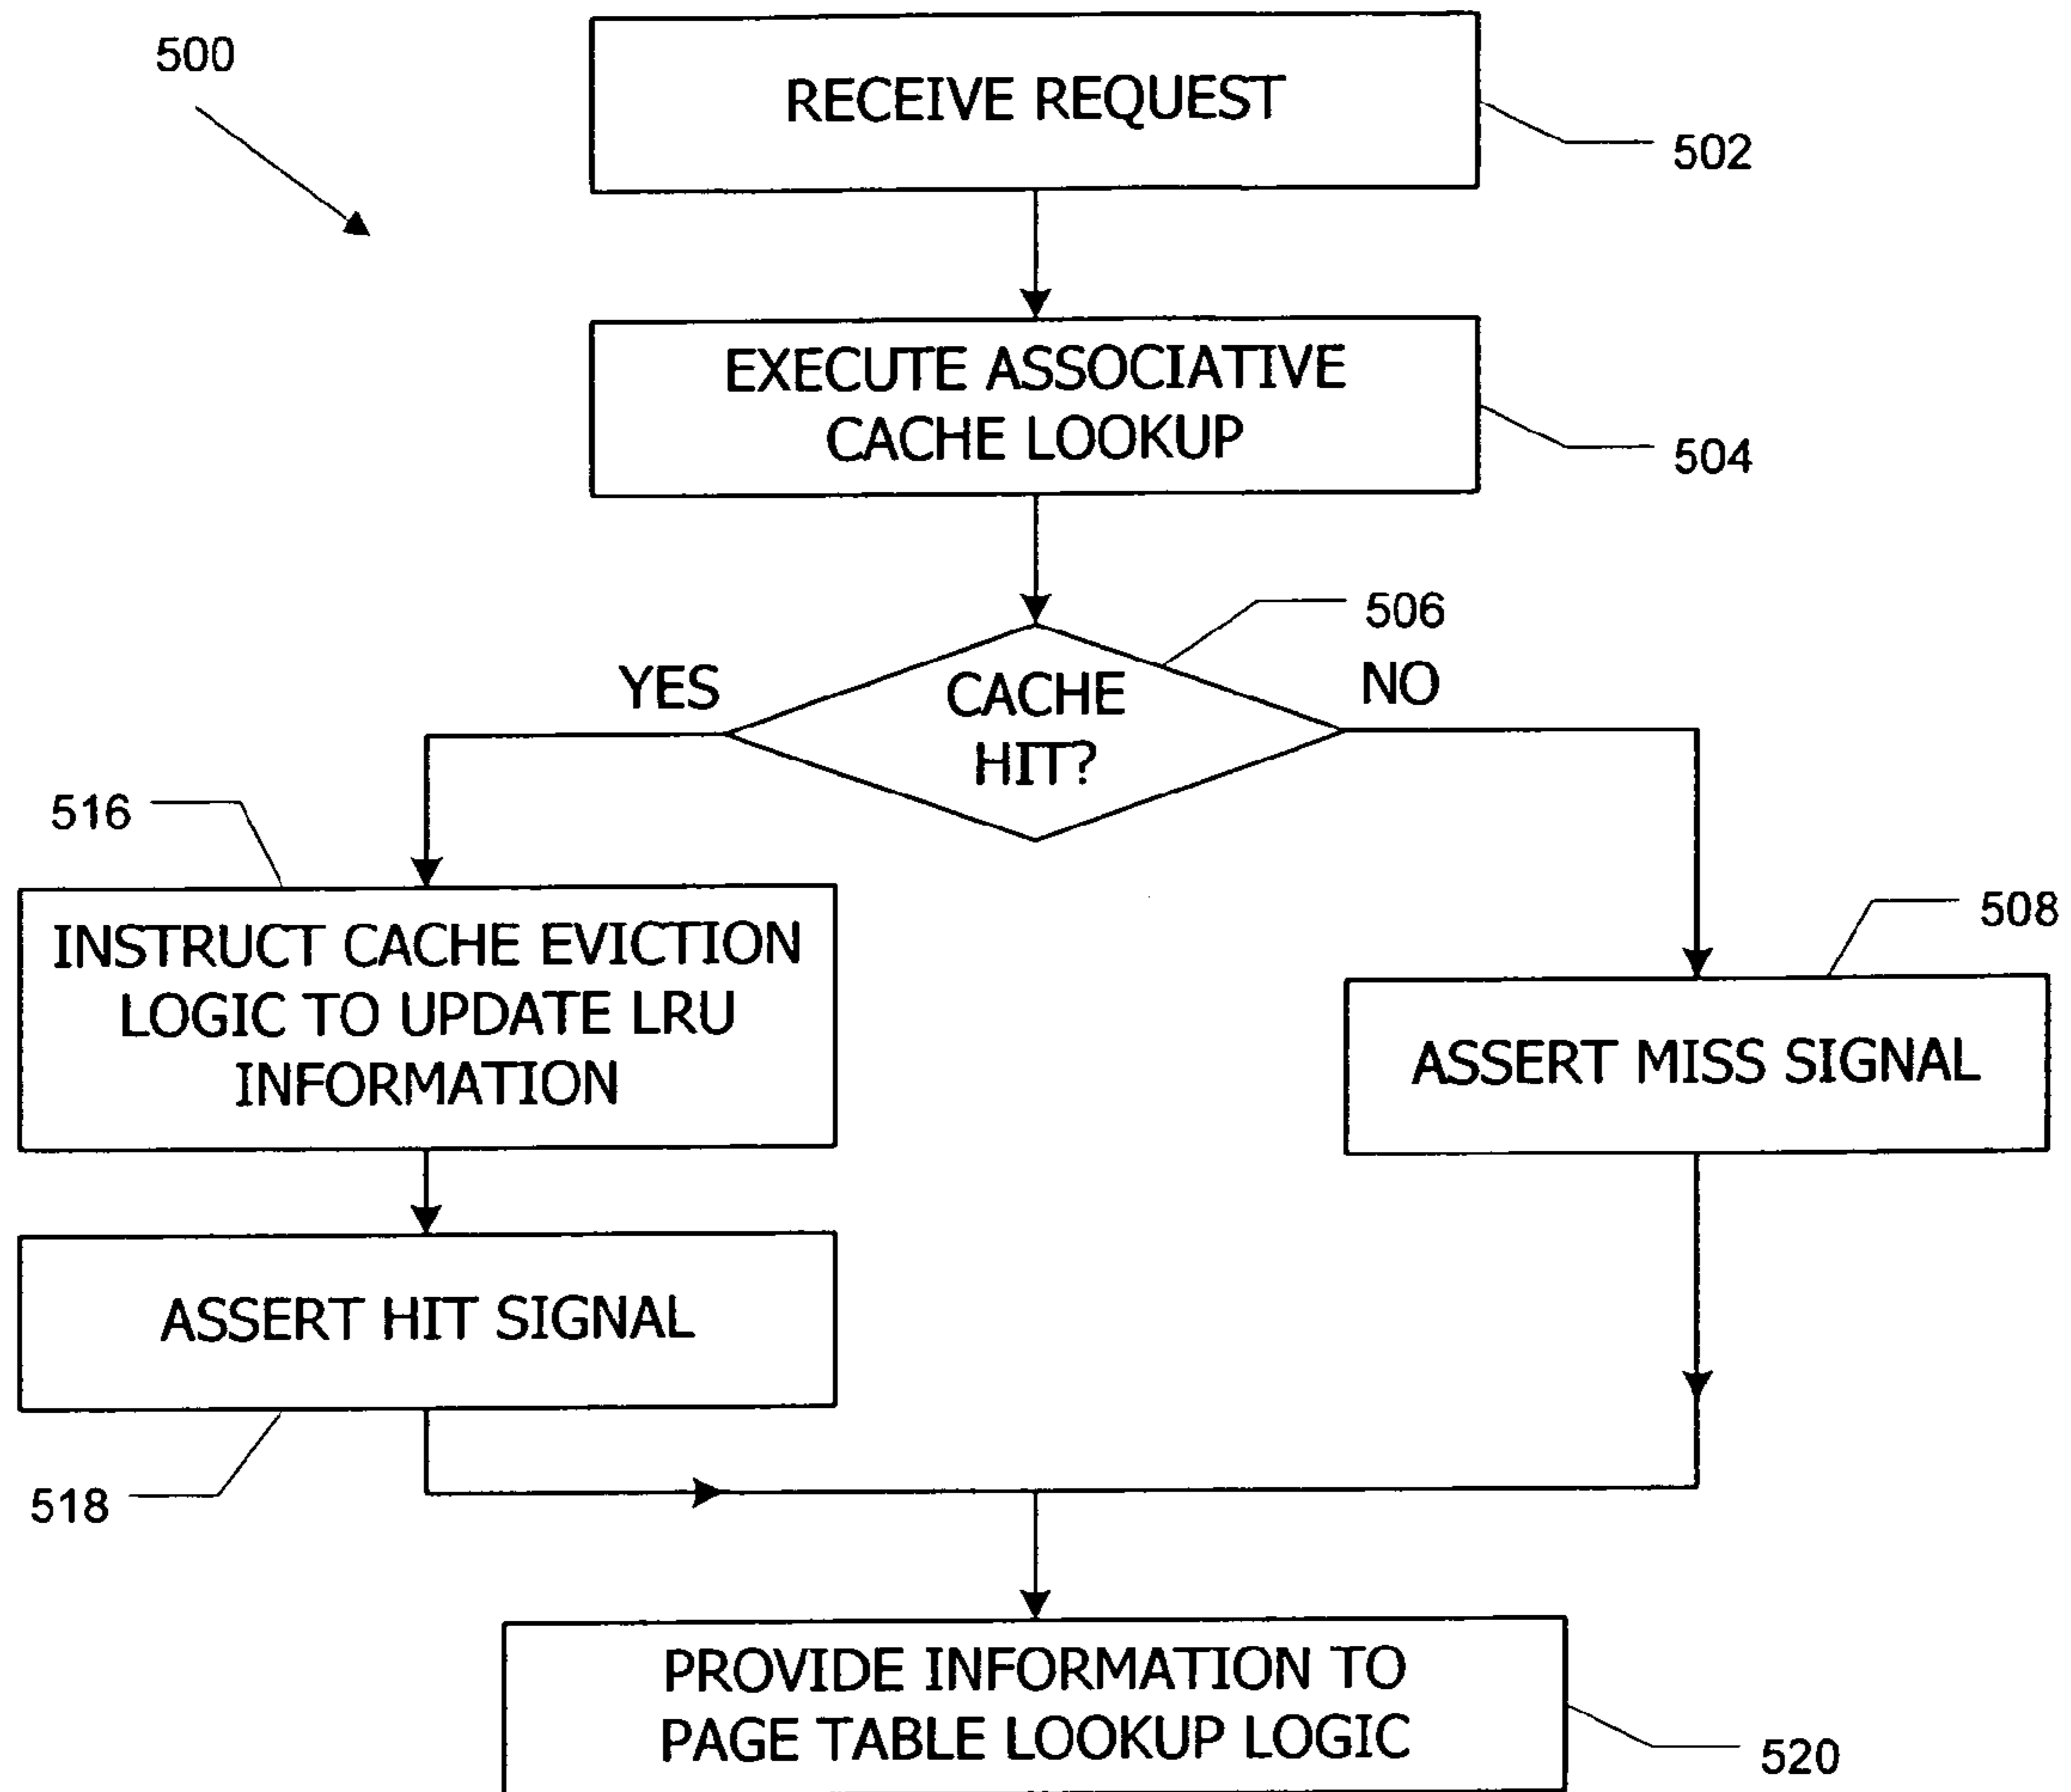 500
RECEIVE REQUEST
502
EXECUTE ASSOCIATIVE
CACHE LOOKUP
504
506
YES
CACHE
HIT?
NO
516
INSTRUCT CACHE EVICTION
LOGIC TO UPDATE LRU
INFORMATION
508
ASSERT MISS SIGNAL
ASSERT HIT SIGNAL
518
PROVIDE INFORMATION TO
PAGE TABLE LOOKUP LOGIC
520